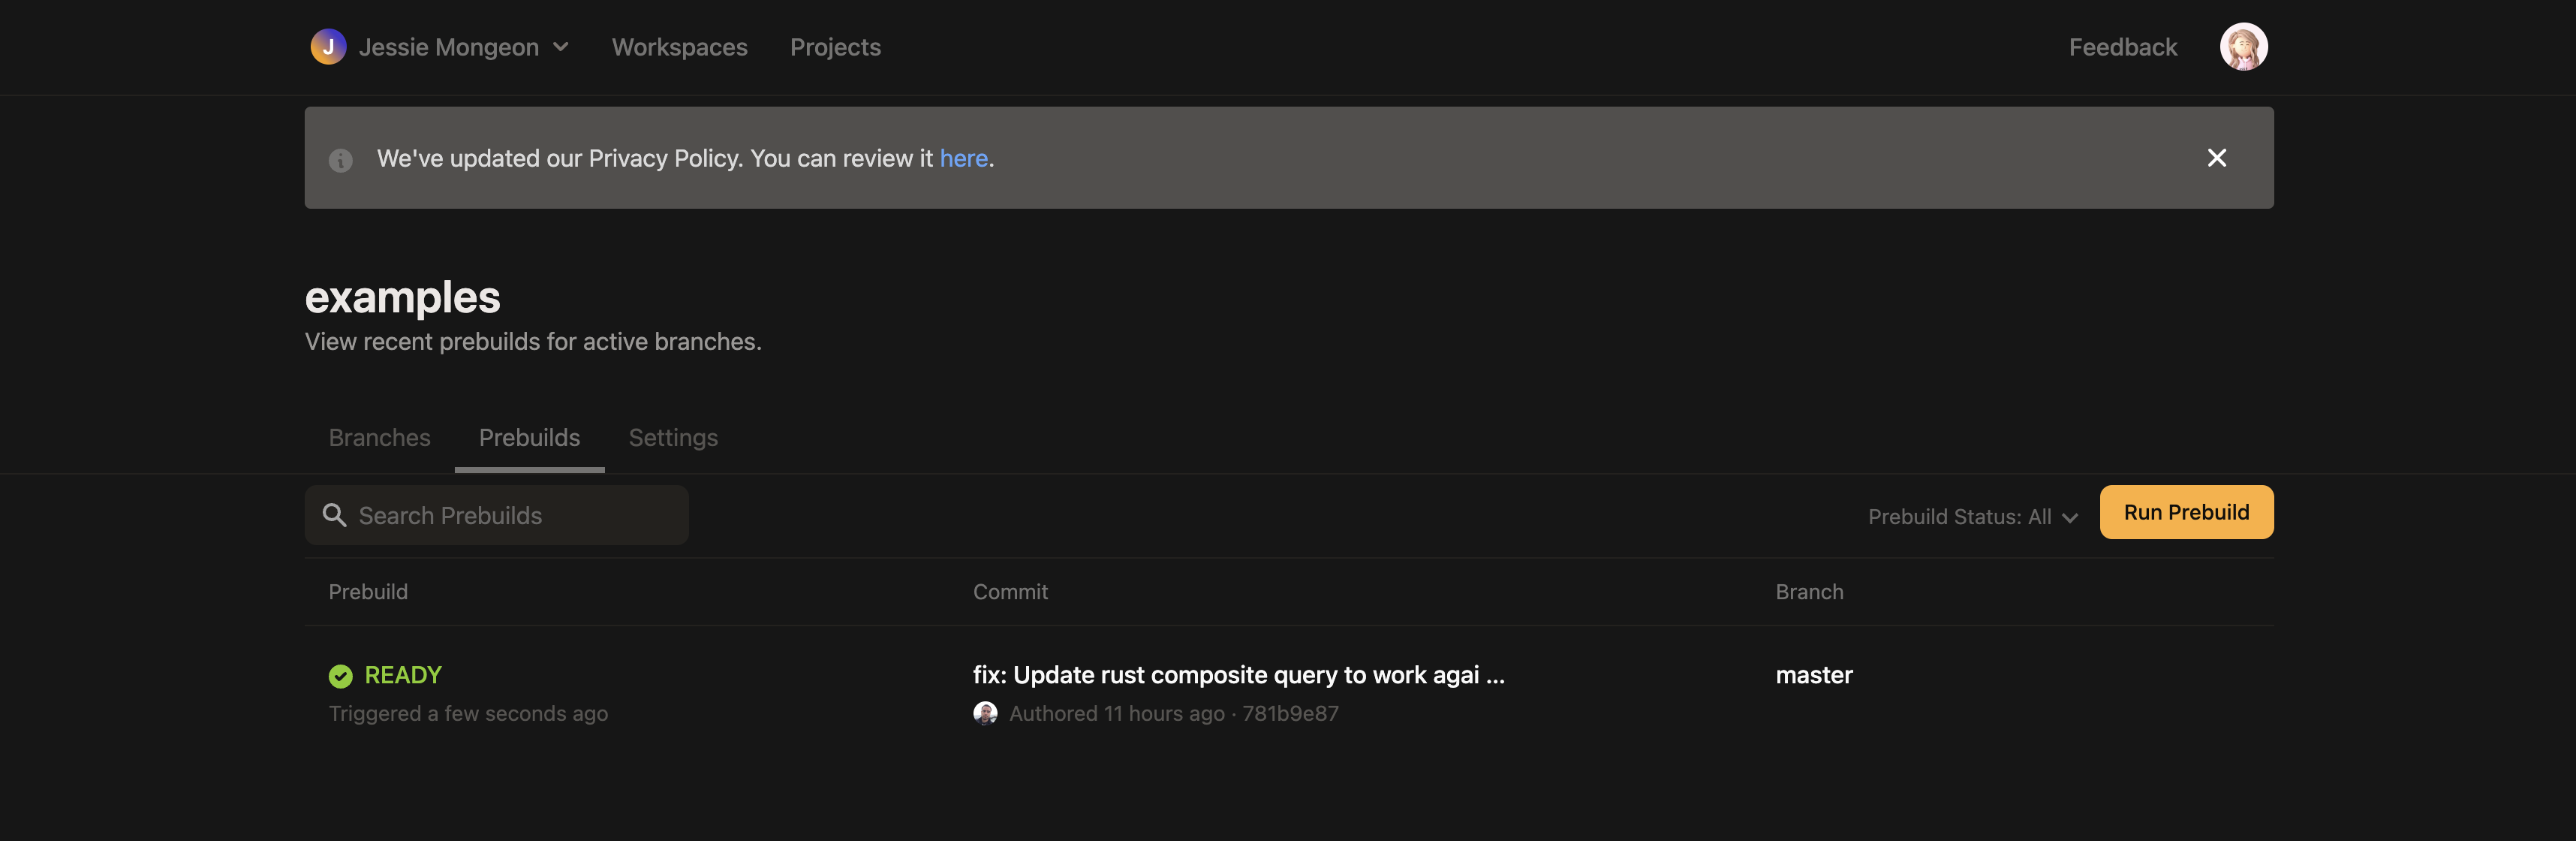 J Jessie Mongeon Workspaces Projects Feedback
We've updated our Privacy Policy. You can review it here.
examples
View recent prebuilds for active branches.
Branches Prebuilds Settings
Search Prebuilds Prebuild Status: All Run Prebuild
Prebuild Commit Branch
READY fix: Update rust composite query to work agai ... master
Triggered a few seconds ago Authored 11 hours ago · 781b9e87